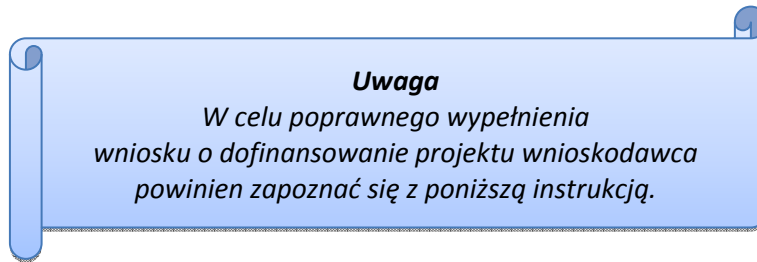 Uwaga
W celu poprawnego wypełnienia
wniosku o dofinansowanie projektu wnioskodawca
powinien zapoznać się z poniższą instrukcją.